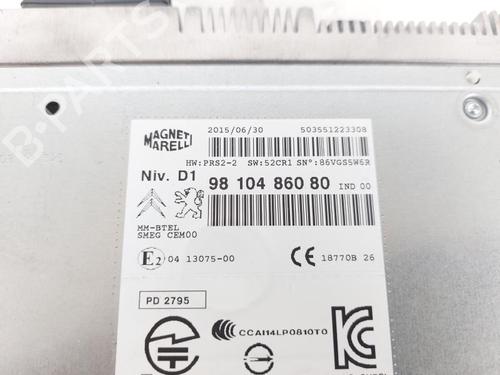 B-PARTS
MAGNETI MARELLI
2015/06/30 503551223308
HW:PRS2-2 SW:52CR1 SN°:86VGS5W6R
Niv. D1 98 104 860 80 IND 00
MM-BTEL
SMEG CEM00
E2 04 13075-00 CE 18770B 26
PD 2795
CCAI14LP0810T0